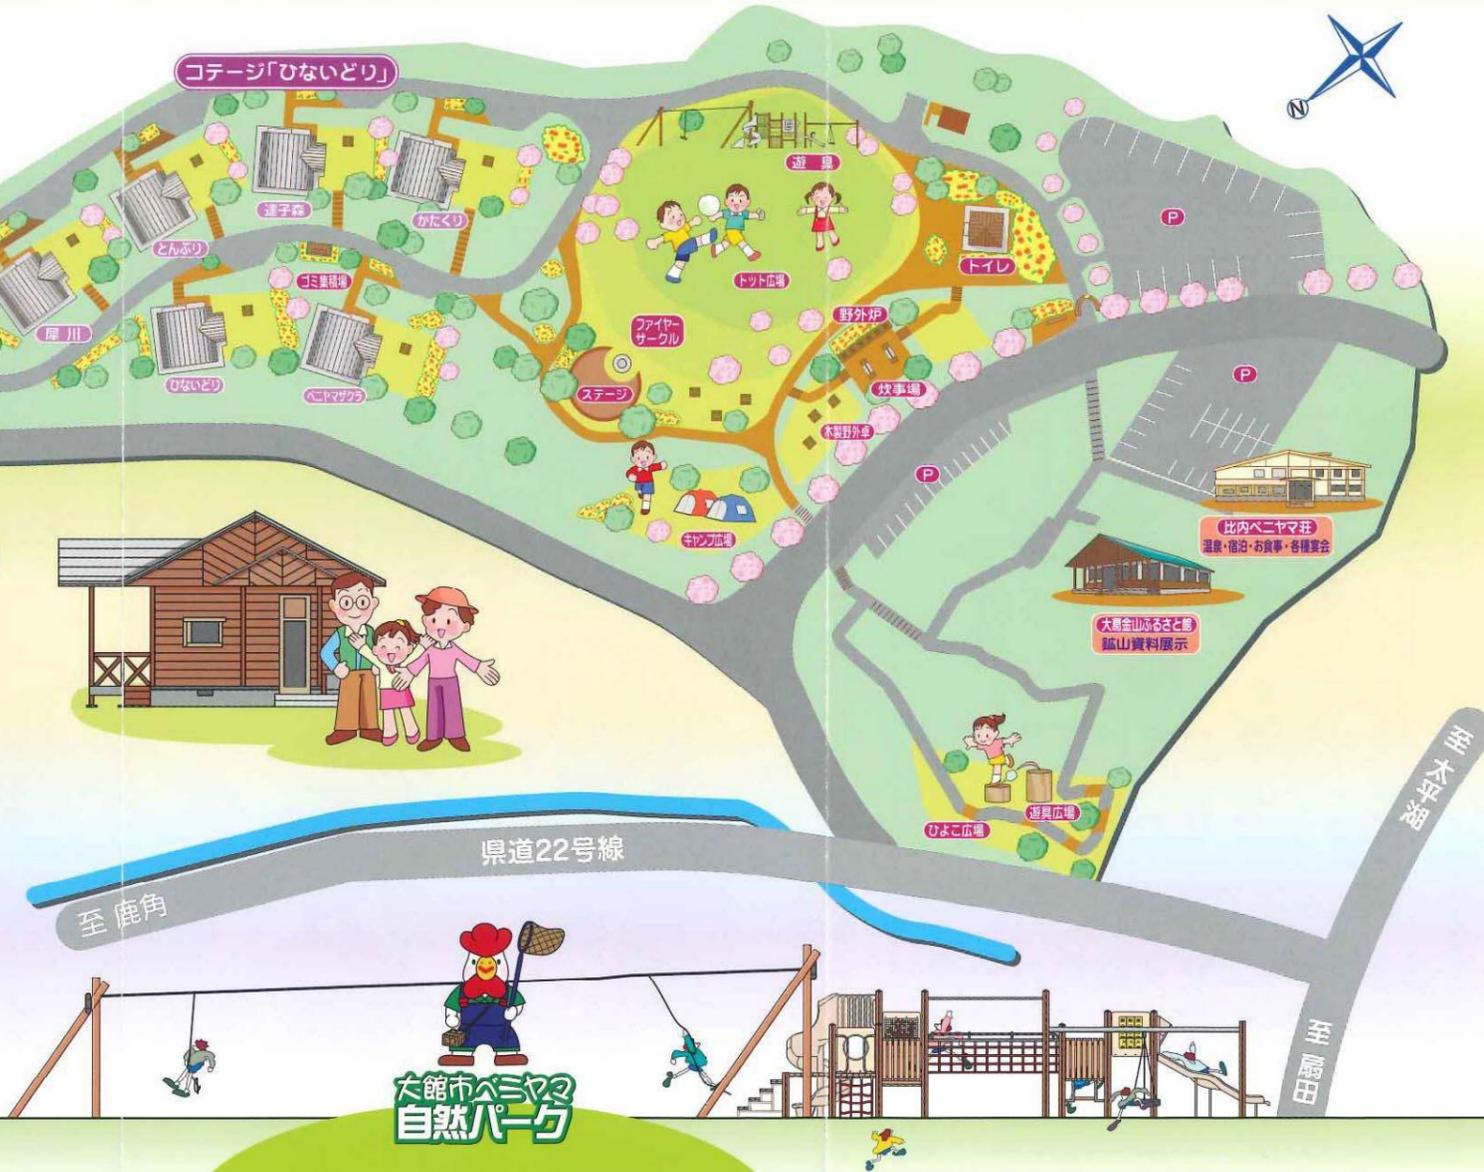 コテージ「ひないどり」
N
遊具
P
達子森
かたくり
とんぶり
トイレ
ゴミ集積場
トット広場
犀川
ファイヤー
サークル
野外炉
ひないどり
ベニヤマザクラ
ステージ
炊事場
P
木製野外卓
P
キャンプ広場
比内ベニヤマ荘
温泉・宿泊・お食事・各種宴会
大葛金山ふるさと館
鉱山資料展示
遊具広場
ひよこ広場
至 太平湖
県道22号線
至 鹿角
至 扇田
大館市ベニヤマ
自然パーク